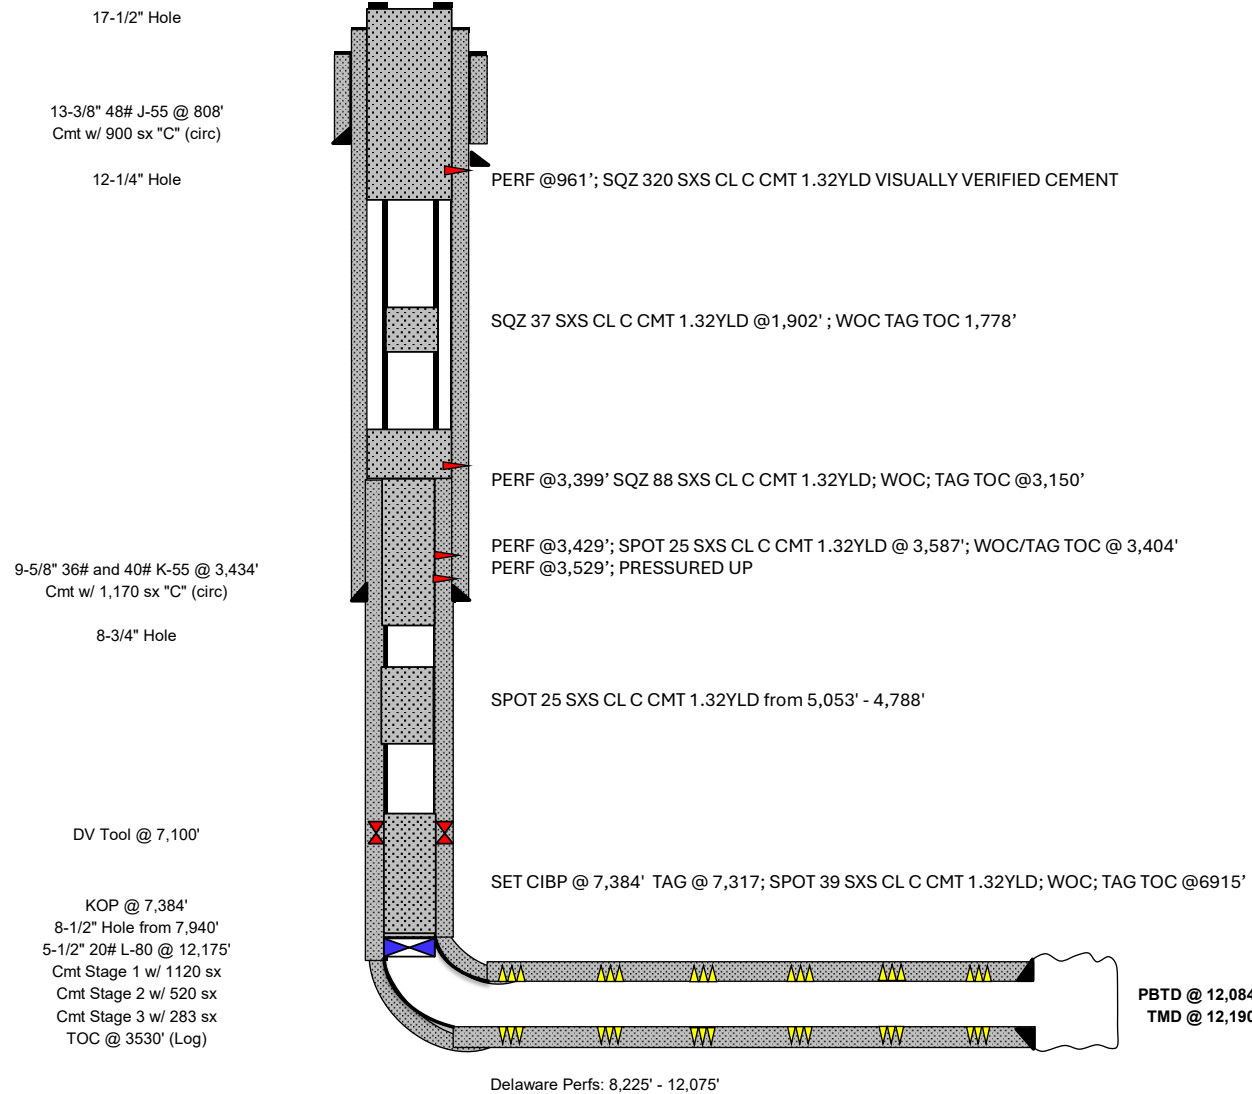 17-1/2" Hole
13-3/8" 48# J-55 @ 808'
Cmt w/ 900 sx "C" (circ)
12-1/4" Hole
PERF @961’; SQZ 320 SXS CL C CMT 1.32YLD VISUALLY VERIFIED CEMENT
SQZ 37 SXS CL C CMT 1.32YLD @1,902' ; WOC TAG TOC 1,778’
PERF @3,399’ SQZ 88 SXS CL C CMT 1.32YLD; WOC; TAG TOC @3,150’
PERF @3,429’; SPOT 25 SXS CL C CMT 1.32YLD @ 3,587'; WOC/TAG TOC @ 3,404'
PERF @3,529’; PRESSURED UP
9-5/8" 36# and 40# K-55 @ 3,434'
Cmt w/ 1,170 sx "C" (circ)
8-3/4" Hole
SPOT 25 SXS CL C CMT 1.32YLD from 5,053' - 4,788'
DV Tool @ 7,100'
SET CIBP @ 7,384'  TAG @ 7,317; SPOT 39 SXS CL C CMT 1.32YLD; WOC; TAG TOC @6915’
KOP @ 7,384'
8-1/2" Hole from 7,940'
5-1/2" 20# L-80 @ 12,175'
Cmt Stage 1 w/ 1120 sx
Cmt Stage 2 w/ 520 sx
Cmt Stage 3 w/ 283 sx
TOC @ 3530' (Log)
PBTD @ 12,084
TMD @ 12,190
Delaware Perfs: 8,225' - 12,075'